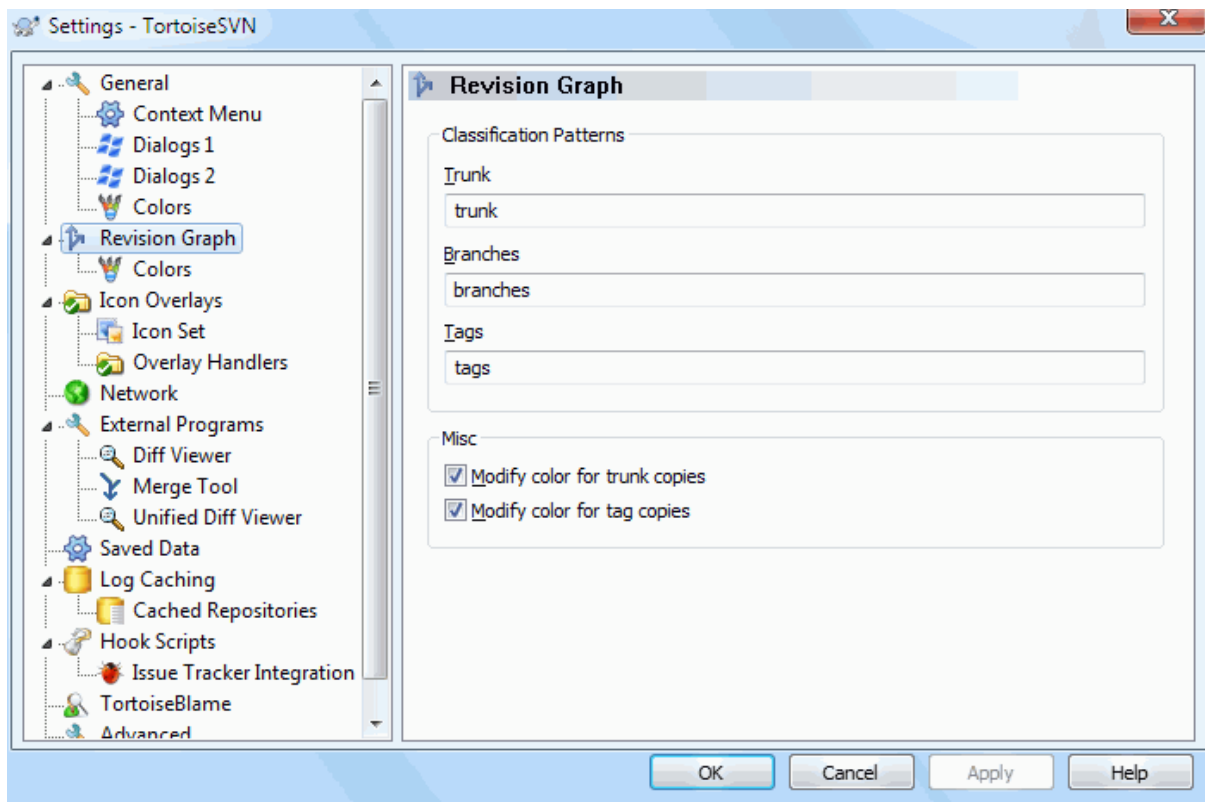 Settings - TortoiseSVN
General
Context Menu
Dialogs 1
Dialogs 2
Colors
Revision Graph
Colors
Icon Overlays
Icon Set
Overlay Handlers
Network
External Programs
Diff Viewer
Merge Tool
Unified Diff Viewer
Saved Data
Log Caching
Cached Repositories
Hook Scripts
Issue Tracker Integration
TortoiseBlame
Advanced
Revision Graph
Classification Patterns
Trunk
trunk
Branches
branches
Tags
tags
Misc
Modify color for trunk copies
Modify color for tag copies
OK Cancel Apply Help